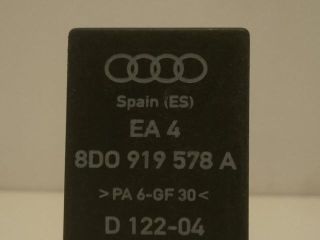 Spain (ES)
EA 4
8D0 919 578 A
>PA 6-GF 30<
D 122-04